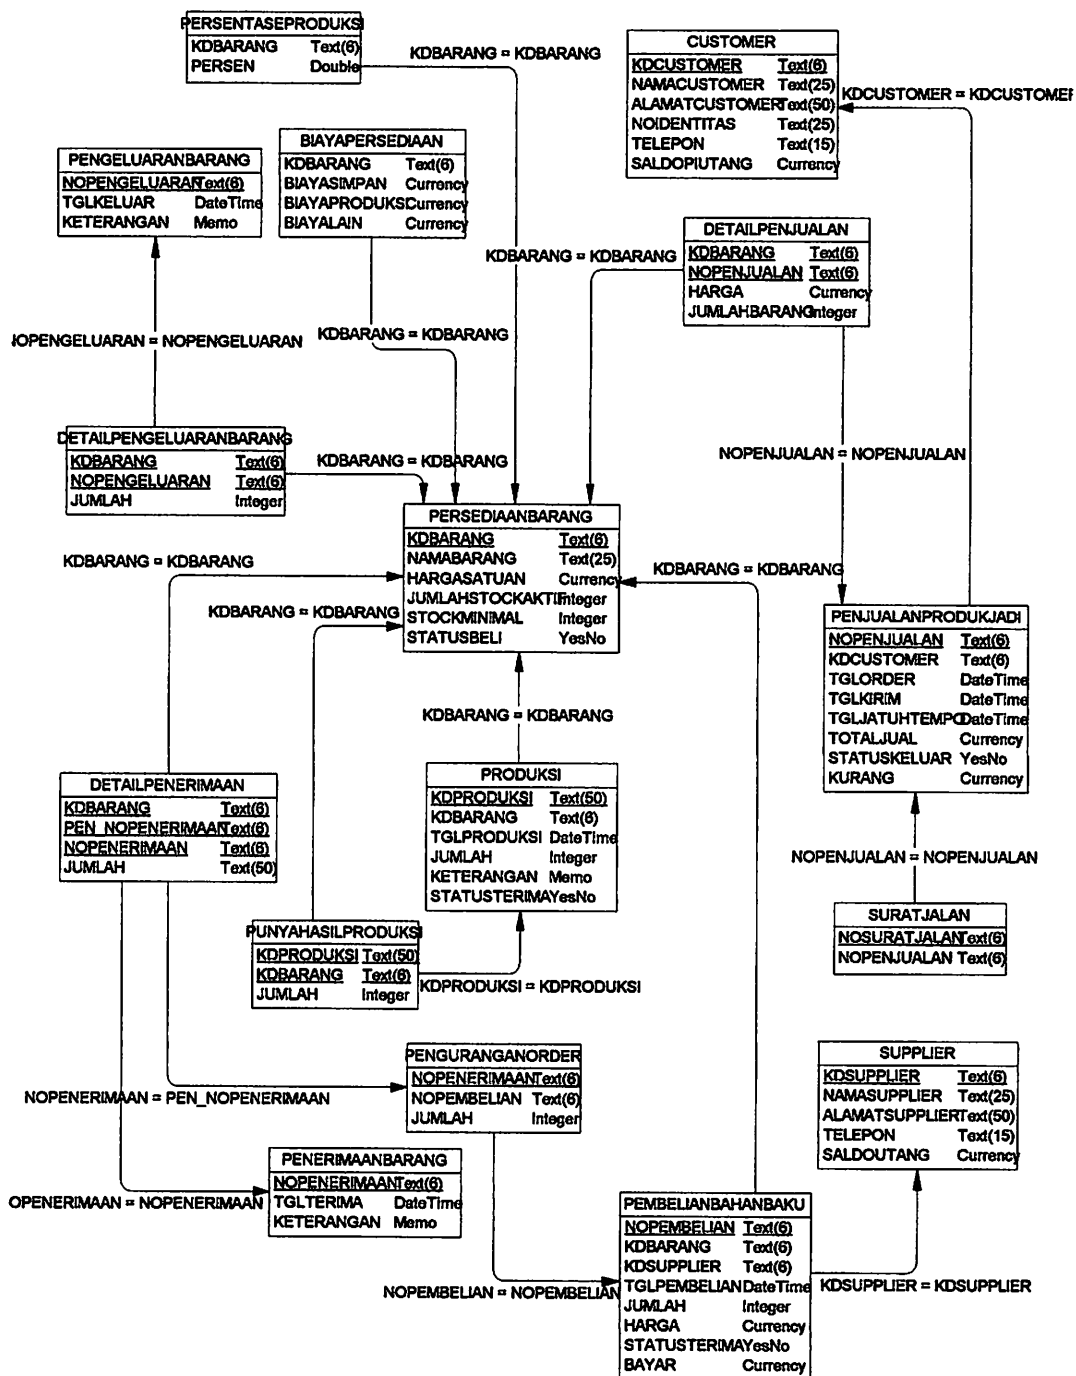 PERSENTASEPRODUKSI
KDBARANG Text(6)
PERSEN Double
KDBARANG = KDBARANG
CUSTOMER
KDCUSTOMER Text(6)
NAMACUSTOMER Text(25)
ALAMATCUSTOMER Text(50)
NOIDENTITAS Text(25)
TELEPON Text(15)
SALDOPIUTANG Currency
KDCUSTOMER = KDCUSTOMER
BIAYAPERSEDIAAN
KDBARANG Text(6)
BIAYASIMPAN Currency
BIAYAPRODUKSI Currency
BIAYALAIN Currency
PENGELUARANBARANG
NOPENGELUARAN Text(6)
TGLKELUAR DateTime
KETERANGAN Memo
DETAILPENJUALAN
KDBARANG Text(6)
NOPENJUALAN Text(6)
HARGA Currency
JUMLAHBARANG Integer
KDBARANG = KDBARANG
KDBARANG = KDBARANG
IOPENGELUARAN = NOPENGELUARAN
DETAILPENGELUARANBARANG
KDBARANG Text(6)
NOPENGELUARAN Text(6)
JUMLAH Integer
KDBARANG = KDBARANG
NOPENJUALAN = NOPENJUALAN
PERSEDIAANBARANG
KDBARANG Text(6)
NAMABARANG Text(25)
HARGASATUAN Currency
JUMLAHSTOCKAKTIF Integer
STOCKMINIMAL Integer
STATUSBELI YesNo
KDBARANG = KDBARANG
KDBARANG = KDBARANG
KDBARANG = KDBARANG
PENJUALANPRODUKJADI
NOPENJUALAN Text(6)
KDCUSTOMER Text(6)
TGLORDER DateTime
TGLKIRIM DateTime
TGLJATUHTEMPO DateTime
TOTALJUAL Currency
STATUSKELUAR YesNo
KURANG Currency
KDBARANG = KDBARANG
DETAILPENERIMAAN
KDBARANG Text(6)
PEN_NOPENERIMAAN Text(6)
NOPENERIMAAN Text(6)
JUMLAH Text(50)
PRODUKSI
KDPRODUKSI Text(50)
KDBARANG Text(6)
TGLPRODUKSI DateTime
JUMLAH Integer
KETERANGAN Memo
STATUSTERIMA YesNo
NOPENJUALAN = NOPENJUALAN
SURATJALAN
NOSURATJALAN Text(6)
NOPENJUALAN Text(6)
PUNYAHASILPRODUKSI
KDPRODUKSI Text(50)
KDBARANG Text(6)
JUMLAH Integer
KDPRODUKSI = KDPRODUKSI
PENGURANGANORDER
NOPENERIMAAN Text(6)
NOPEMBELIAN Text(6)
JUMLAH Integer
NOPENERIMAAN = PEN_NOPENERIMAAN
SUPPLIER
KDSUPPLIER Text(6)
NAMASUPPLIER Text(25)
ALAMATSUPPLIER Text(50)
TELEPON Text(15)
SALDOUTANG Currency
PENERIMAANBARANG
NOPENERIMAAN Text(6)
TGLTERIMA DateTime
KETERANGAN Memo
OPENERIMAAN = NOPENERIMAAN
PEMBELIANBAHANBAKU
NOPEMBELIAN Text(6)
KDBARANG Text(6)
KDSUPPLIER Text(6)
TGLPEMBELIAN DateTime
JUMLAH Integer
HARGA Currency
STATUSTERIMA YesNo
BAYAR Currency
NOPEMBELIAN = NOPEMBELIAN
KDSUPPLIER = KDSUPPLIER